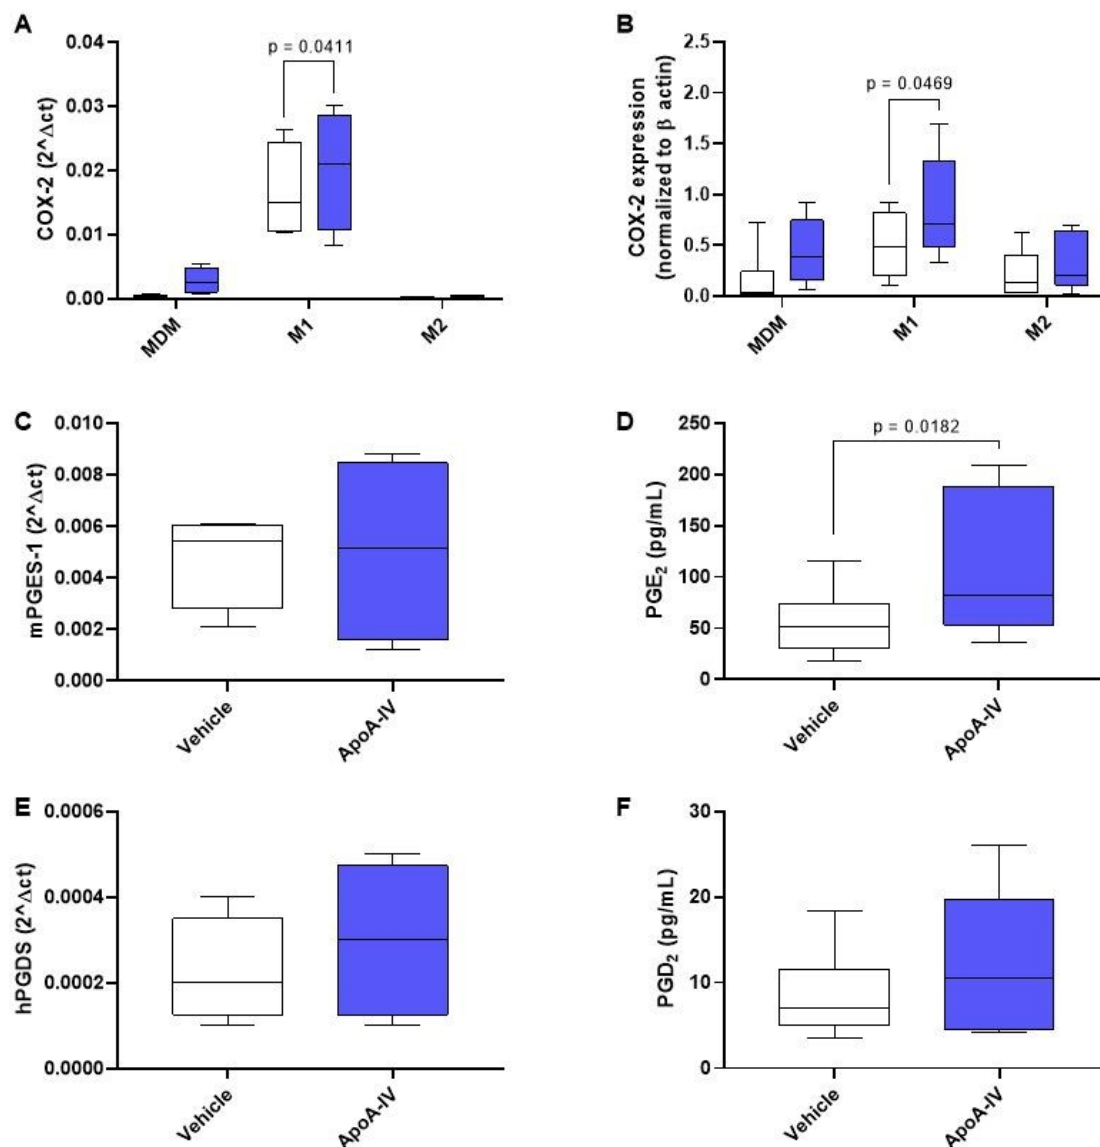 A
COX-2 (2^Δct)
0.04
0.03
0.02
0.01
0.00
p = 0.0411
MDM
M1
M2
B
COX-2 expression
(normalized to β actin)
2.5
2.0
1.5
1.0
0.5
0.0
p = 0.0469
MDM
M1
M2
C
mPGES-1 (2^Δct)
0.010
0.008
0.006
0.004
0.002
0.000
Vehicle
ApoA-IV
D
PGE2 (pg/mL)
250
200
150
100
50
0
p = 0.0182
Vehicle
ApoA-IV
E
hPGDS (2^Δct)
0.0006
0.0004
0.0002
0.0000
Vehicle
ApoA-IV
F
PGD2 (pg/mL)
30
20
10
0
Vehicle
ApoA-IV